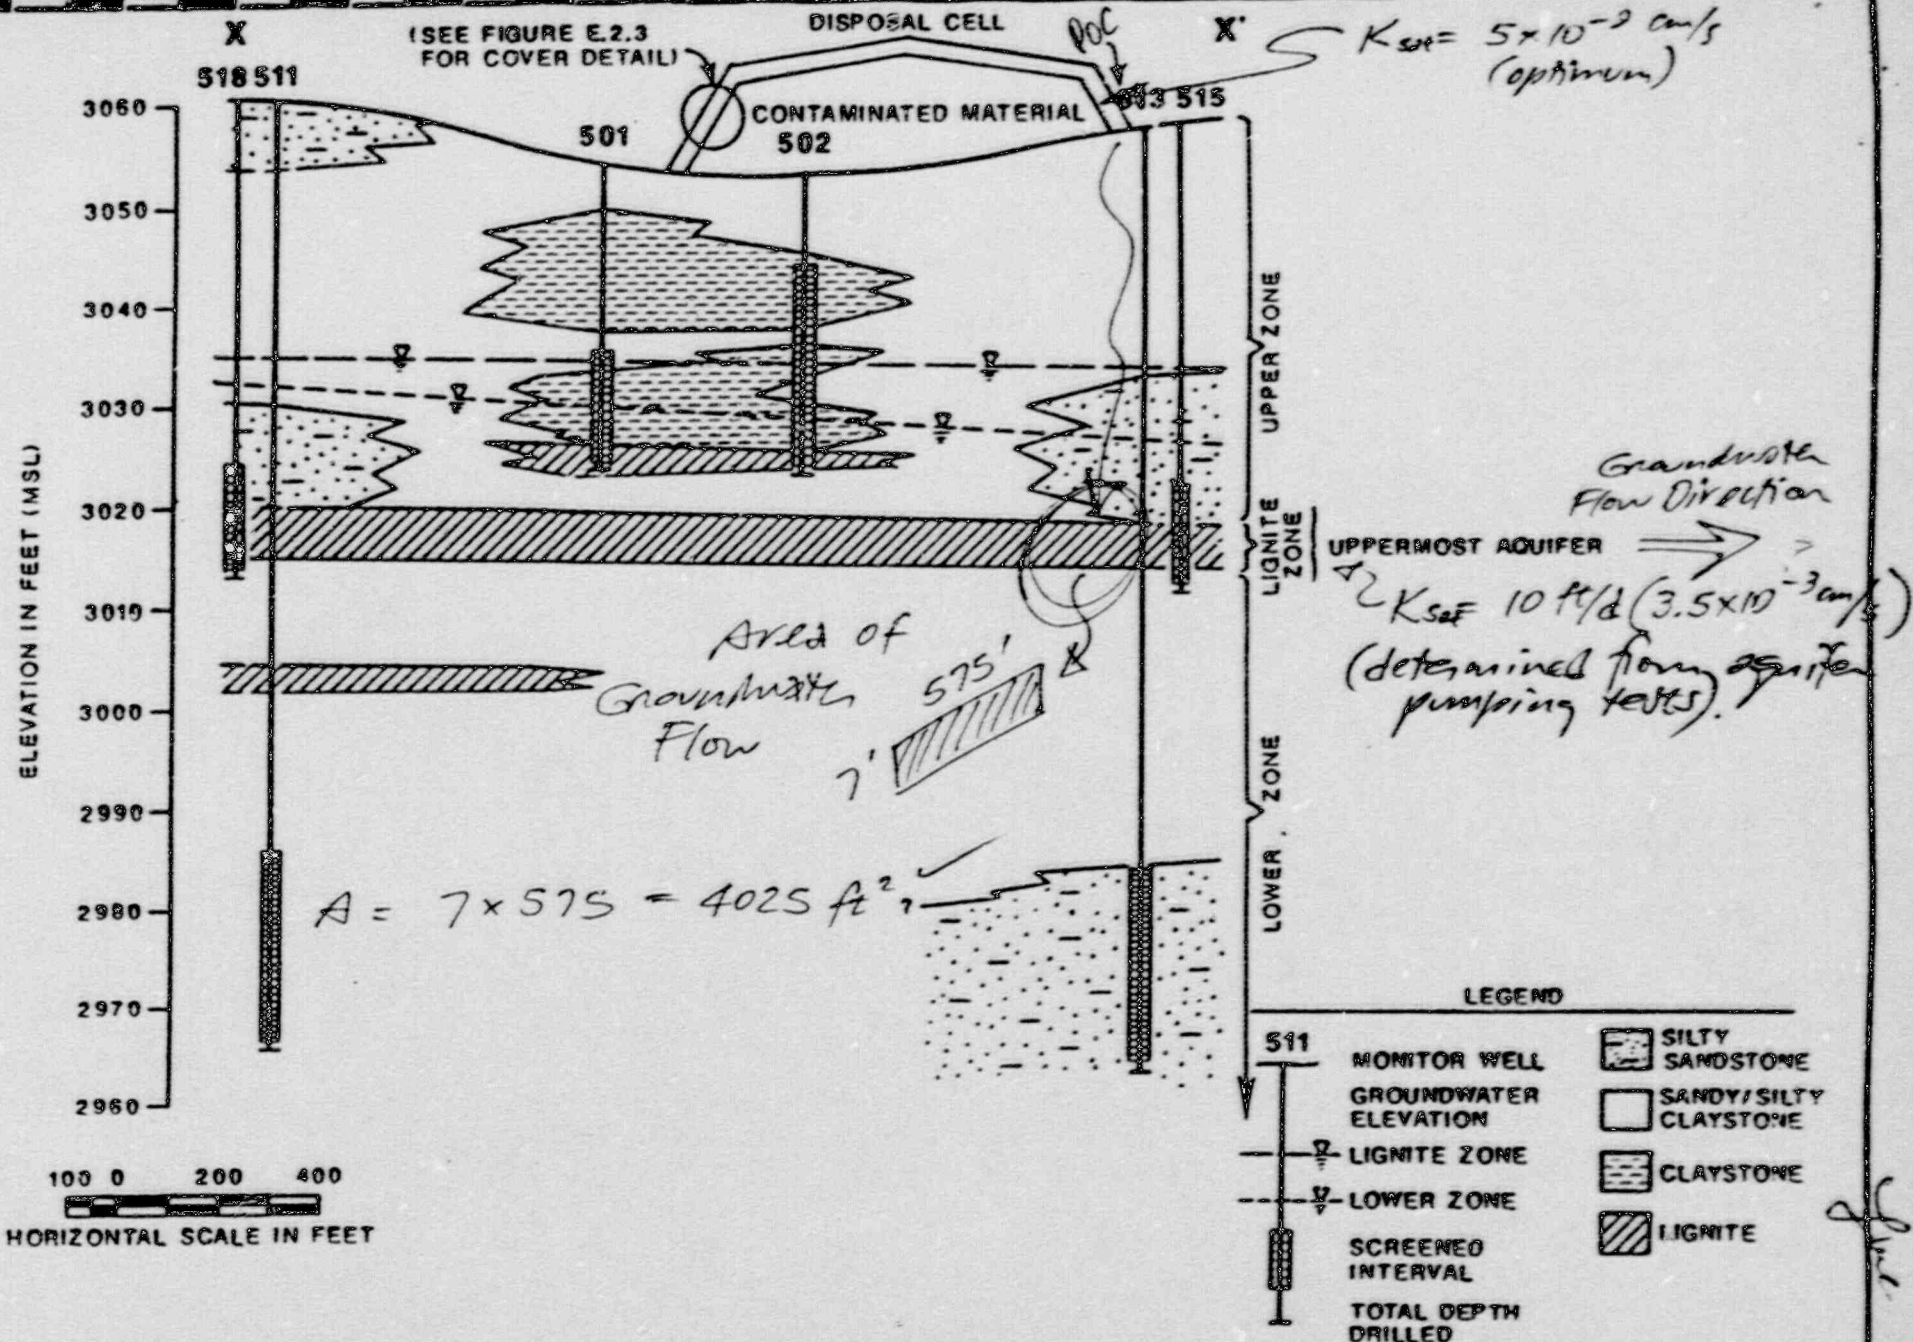 X
(SEE FIGURE E.2.3
FOR COVER DETAIL)
DISPOSAL CELL
POC
X'
Ksat = 5×10⁻⁹ cm/s
(optimum)
518 511
513 515
CONTAMINATED MATERIAL
501
502
3060
3050
3040
3030
3020
3010
3000
2990
2980
2970
2960
ELEVATION IN FEET (MSL)
UPPER ZONE
LIGNITE
ZONE
LOWER ZONE
Groundwater
Flow Direction
UPPERMOST AQUIFER
Ksat = 10 ft/d (3.5×10⁻³ cm/s)
(determined from aquifer
pumping tests).
Area of
Groundwater
Flow
575'
7'
A = 7×575 = 4025 ft²
?
100 0 200 400
HORIZONTAL SCALE IN FEET
LEGEND
511
MONITOR WELL
GROUNDWATER
ELEVATION
LIGNITE ZONE
LOWER ZONE
SCREENED
INTERVAL
TOTAL DEPTH
DRILLED
SILTY
SANDSTONE
SANDY/SILTY
CLAYSTONE
CLAYSTONE
LIGNITE